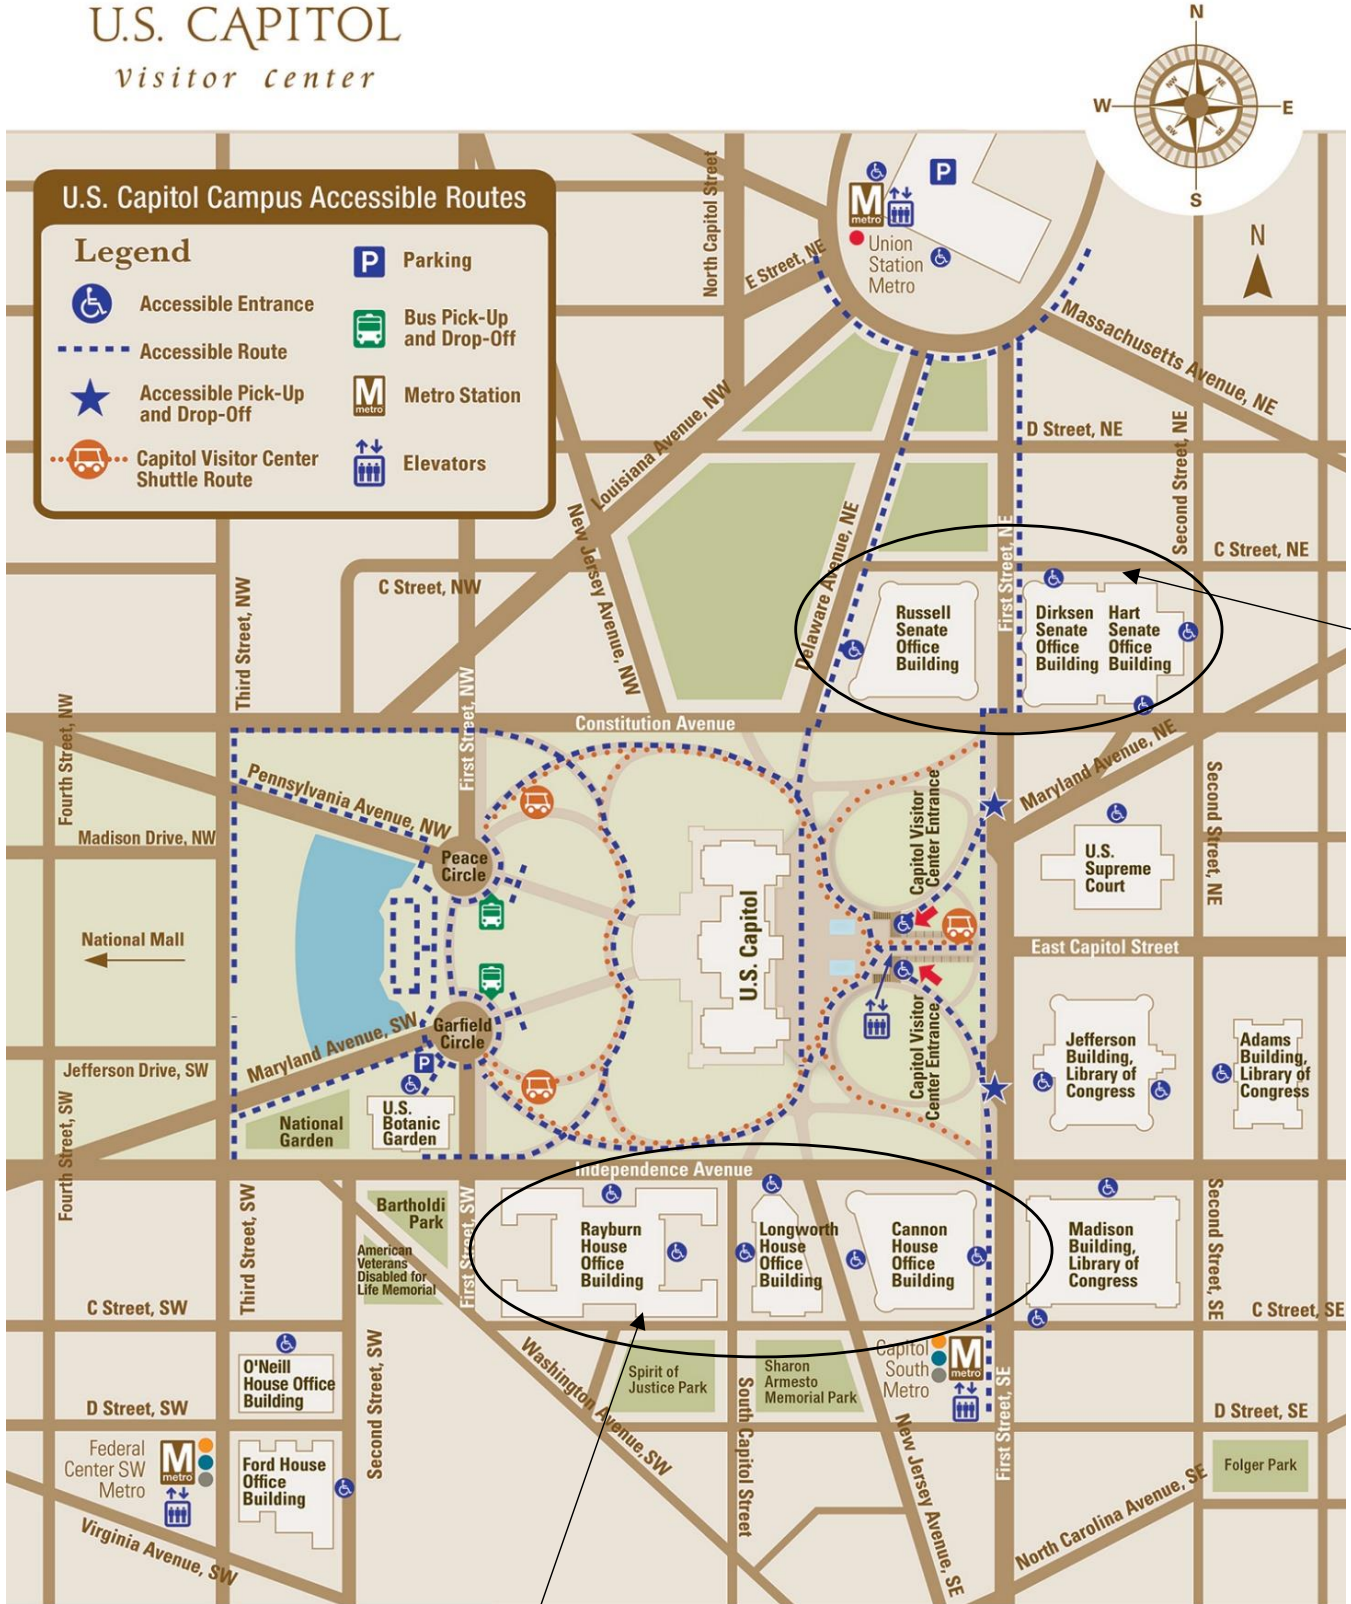 U.S. CAPITOL
Visitor Center
N
W
E
S
NW
NE
SW
SE
N
U.S. Capitol Campus Accessible Routes
Legend
Accessible Entrance
Accessible Route
Accessible Pick-Up
and Drop-Off
Capitol Visitor Center
Shuttle Route
P
Parking
Bus Pick-Up
and Drop-Off
M
metro
Metro Station
Elevators
North Capitol Street
E Street, NE
M
metro
P
Union
Station
Metro
Massachusetts Avenue, NE
Louisiana Avenue, NW
D Street, NE
Second Street, NE
New Jersey Avenue, NW
Delaware Avenue, NE
First Street, NE
C Street, NE
C Street, NW
Third Street, NW
Russell
Senate
Office
Building
Dirksen
Senate
Office
Building
Hart
Senate
Office
Building
Fourth Street, NW
First Street, NW
Constitution Avenue
Maryland Avenue, NE
Second Street, NE
Pennsylvania Avenue, NW
Madison Drive, NW
Peace
Circle
Capitol Visitor
Center Entrance
U.S.
Supreme
Court
National Mall
U.S. Capitol
East Capitol Street
Garfield
Circle
Maryland Avenue, SW
Capitol Visitor
Center Entrance
Jefferson
Building,
Library of
Congress
Adams
Building,
Library of
Congress
Jefferson Drive, SW
P
Fourth Street, SW
National
Garden
U.S.
Botanic
Garden
Independence Avenue
Third Street, SW
Bartholdi
Park
First Street, SW
American
Veterans
Disabled for
Life Memorial
Rayburn
House
Office
Building
Longworth
House
Office
Building
Cannon
House
Office
Building
Madison
Building,
Library of
Congress
Second Street, SE
C Street, SW
C Street, SE
O'Neill
House Office
Building
Second Street, SW
Washington Avenue, SW
Spirit of
Justice Park
Sharon
Armesto
Memorial Park
Capitol
South
Metro
M
metro
D Street, SW
South Capitol Street
New Jersey Avenue, SE
First Street, SE
D Street, SE
Federal
Center SW
Metro
M
metro
Ford House
Office
Building
Folger Park
Virginia Avenue, SW
North Carolina Avenue, SE